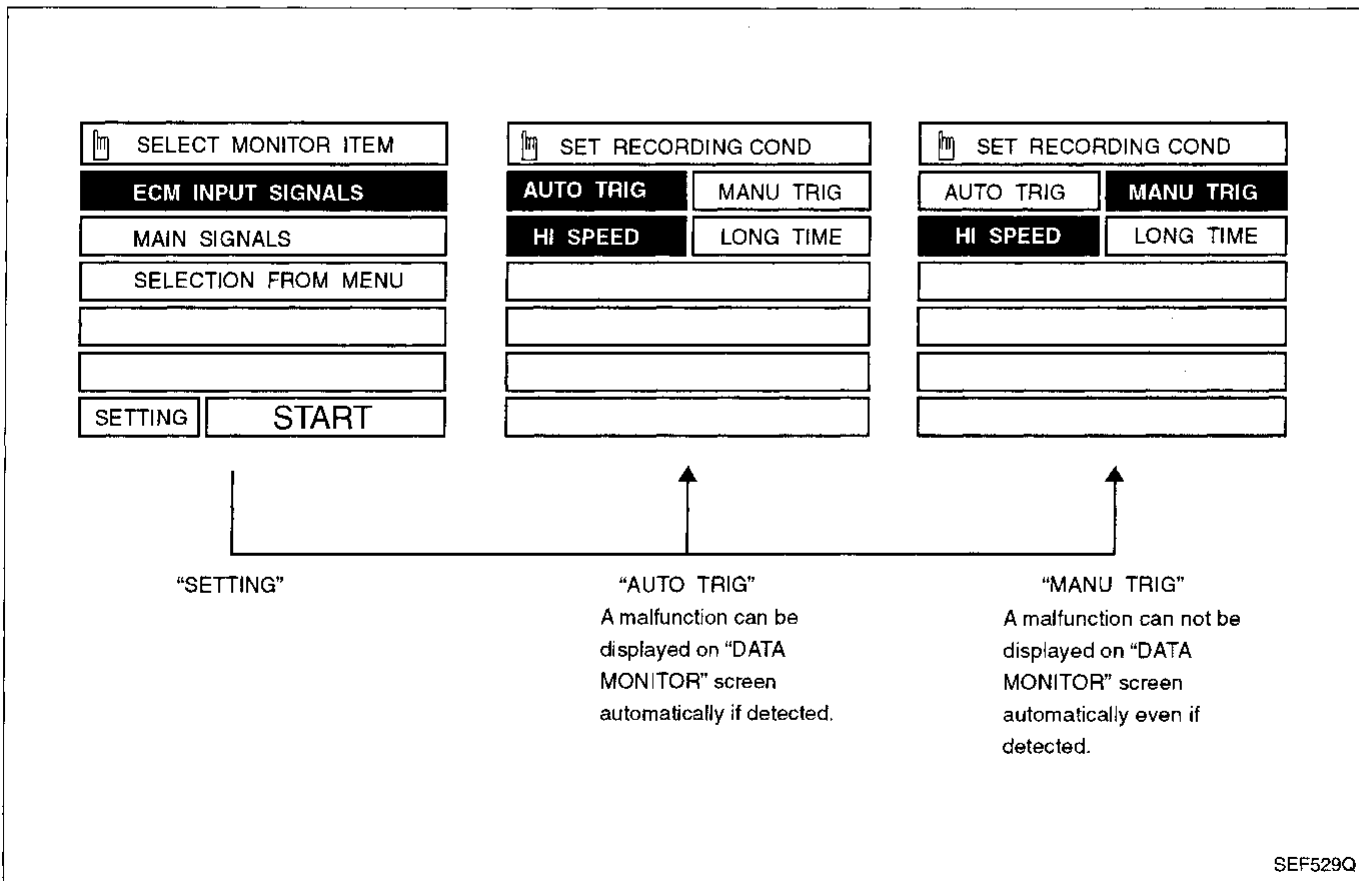 SELECT MONITOR ITEM
ECM INPUT SIGNALS
MAIN SIGNALS
SELECTION FROM MENU
SETTING
START
SET RECORDING COND
AUTO TRIG
MANU TRIG
HI SPEED
LONG TIME
SET RECORDING COND
AUTO TRIG
MANU TRIG
HI SPEED
LONG TIME
“SETTING”
“AUTO TRIG”
A malfunction can be
displayed on “DATA
MONITOR” screen
automatically if detected.
“MANU TRIG”
A malfunction can not be
displayed on “DATA
MONITOR” screen
automatically even if
detected.
SEF529Q